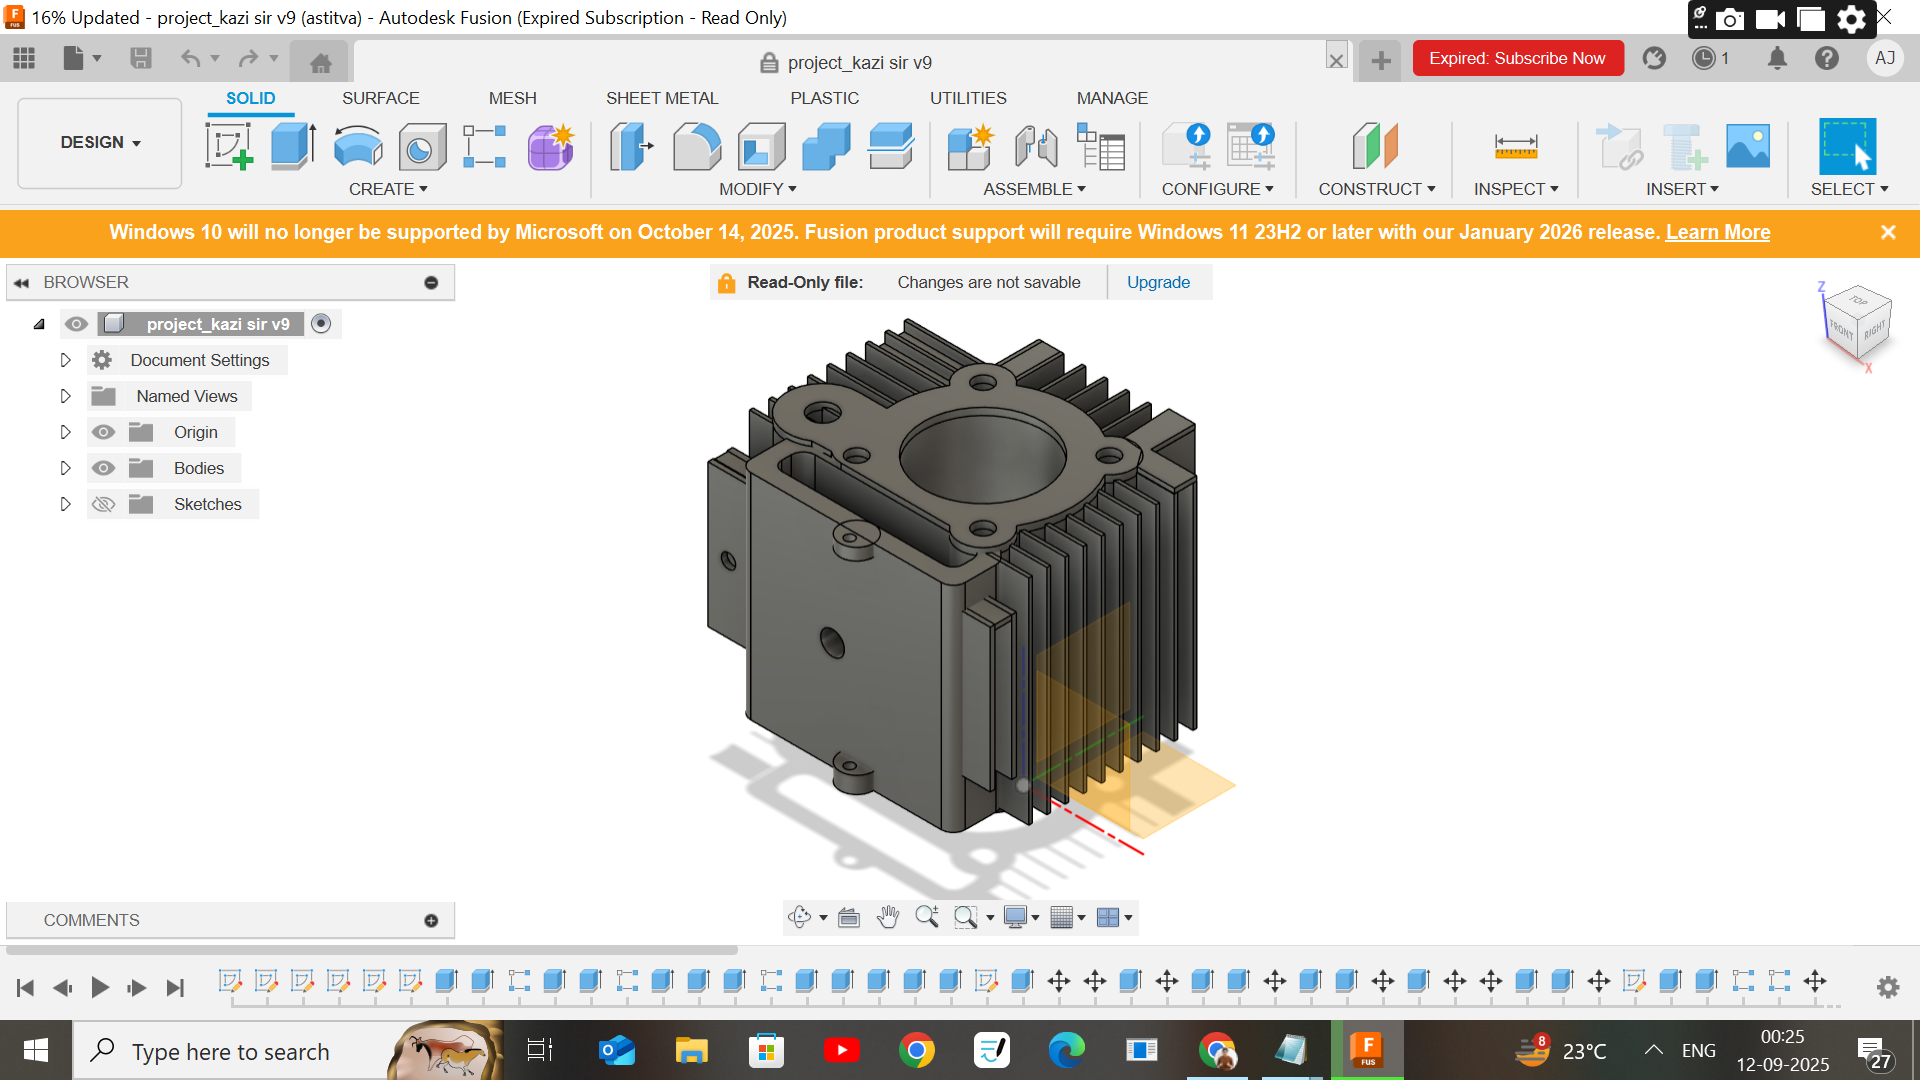 16% Updated - project_kazi sir v9 (astitva) - Autodesk Fusion (Expired Subscription - Read Only)
project_kazi sir v9
Expired: Subscribe Now
1
AJ
SOLID SURFACE MESH SHEET METAL PLASTIC UTILITIES MANAGE
DESIGN
CREATE MODIFY ASSEMBLE CONFIGURE CONSTRUCT INSPECT INSERT SELECT
Windows 10 will no longer be supported by Microsoft on October 14, 2025. Fusion product support will require Windows 11 23H2 or later with our January 2026 release. Learn More
BROWSER
Read-Only file: Changes are not savable Upgrade
project_kazi sir v9
Document Settings
Named Views
Origin
Bodies
Sketches
Z
TOP
FRONT
RIGHT
X
COMMENTS
Type here to search
8
23°C
ENG
00:25
12-09-2025
27
F
FUS